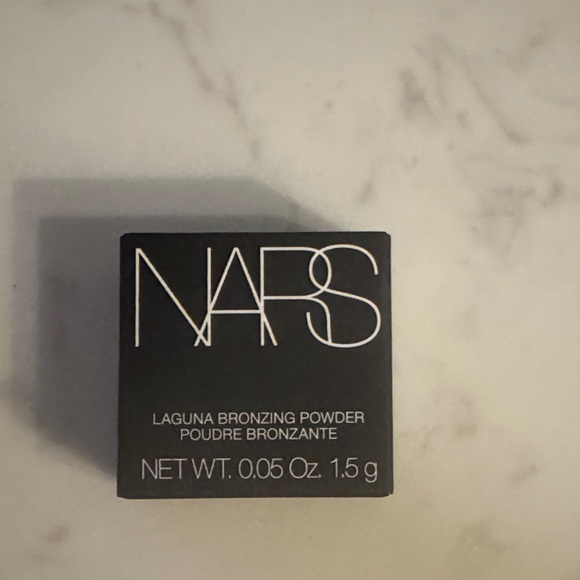 NARS
LAGUNA BRONZING POWDER
POUDRE BRONZANTE
NET WT. 0.05 Oz. 1.5 g